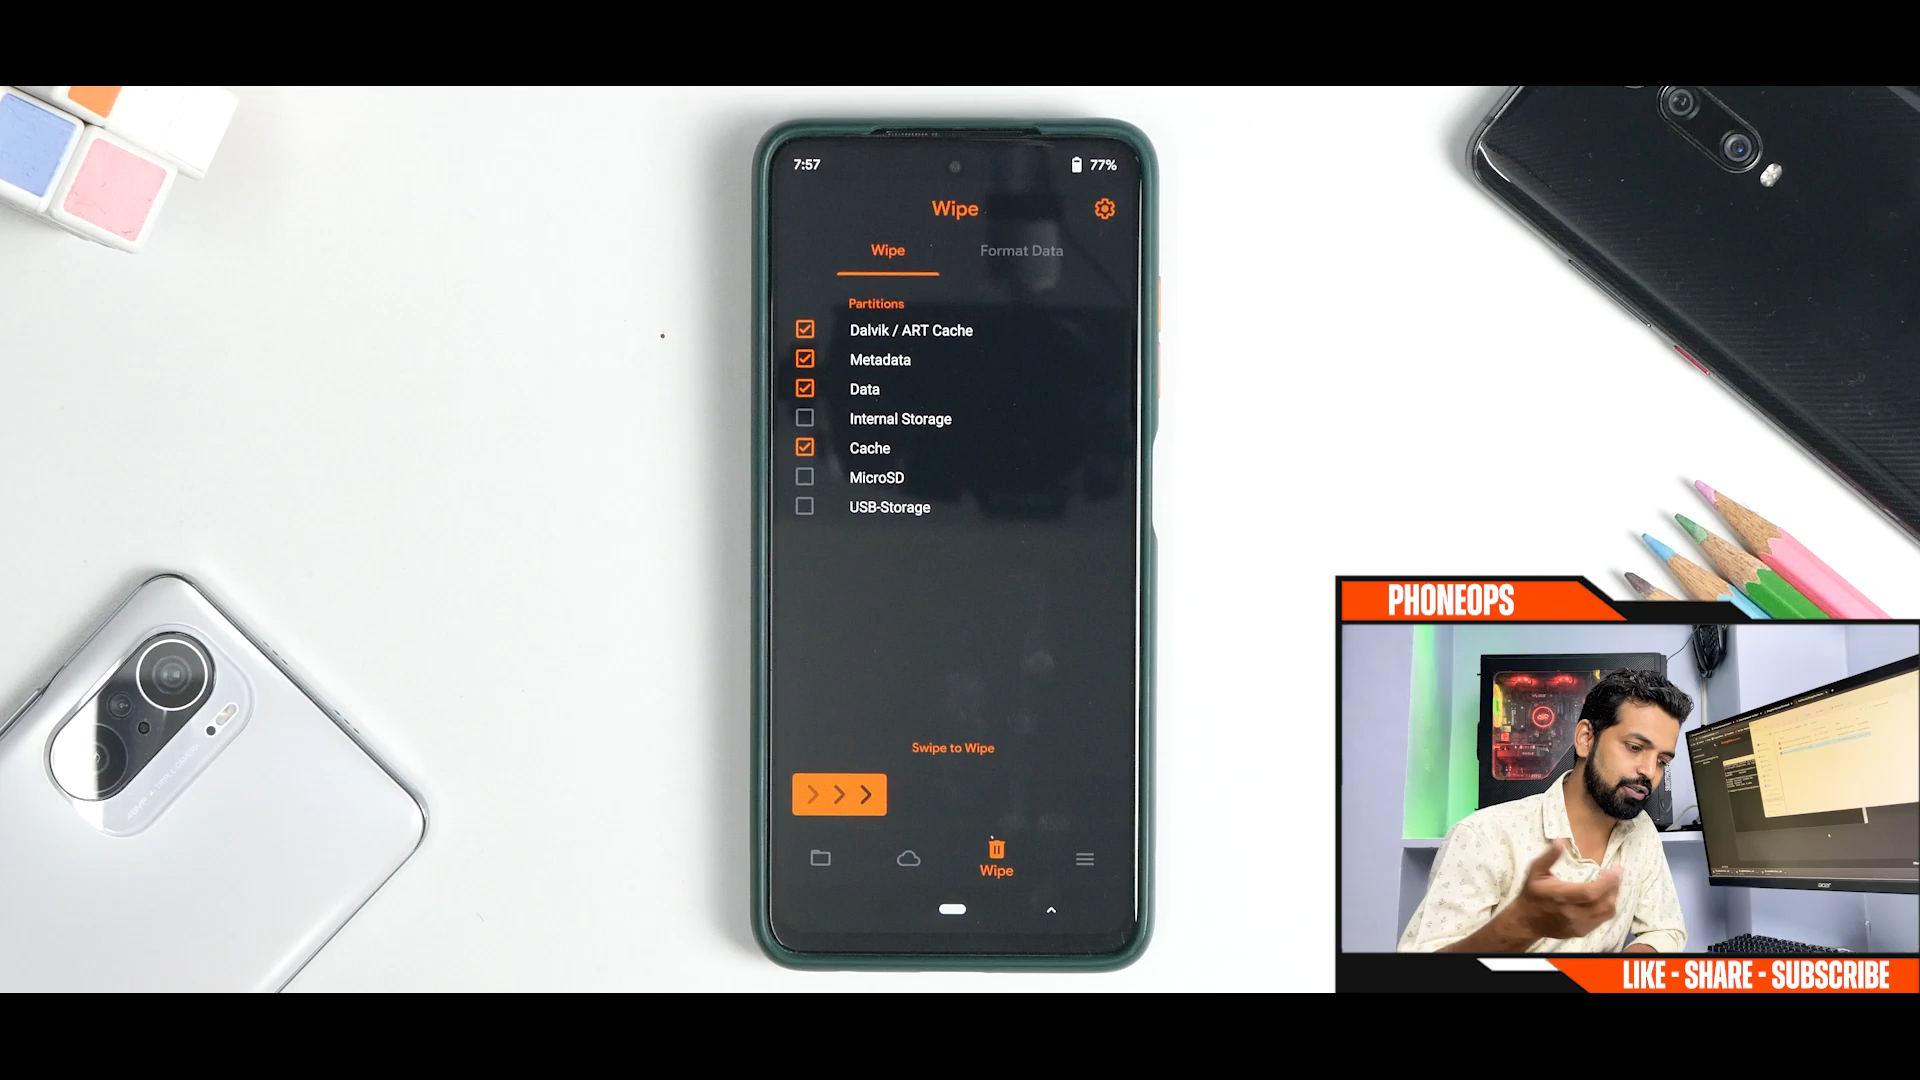 7:57
77%
Wipe
Wipe
Format Data
Partitions
Dalvik / ART Cache
Metadata
Data
Internal Storage
Cache
MicroSD
USB-Storage
Swipe to Wipe
Wipe
PHONEOPS
acer
LIKE - SHARE - SUBSCRIBE